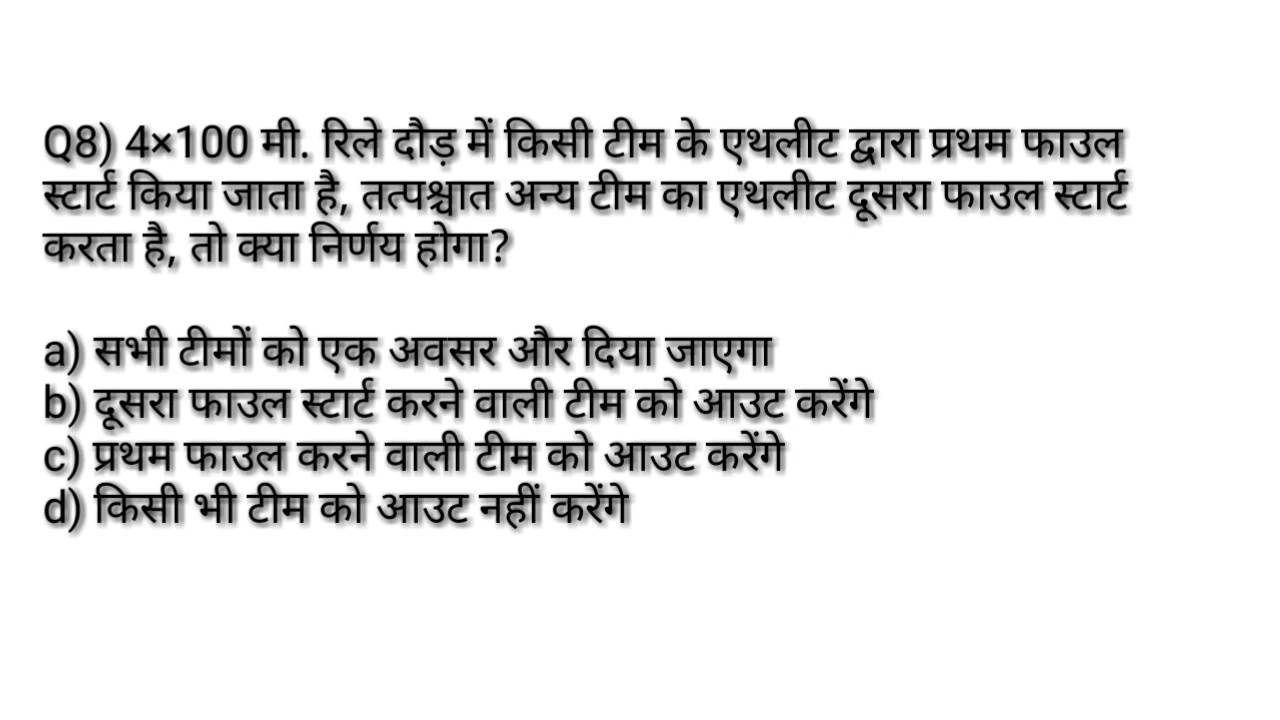 Q8) 4×100 मी. रिले दौड़ में किसी टीम के एथलीट द्वारा प्रथम फाउल
स्टार्ट किया जाता है, तत्पश्चात अन्य टीम का एथलीट दूसरा फाउल स्टार्ट
करता है, तो क्या निर्णय होगा?
a) सभी टीमों को एक अवसर और दिया जाएगा
b) दूसरा फाउल स्टार्ट करने वाली टीम को आउट करेंगे
c) प्रथम फाउल करने वाली टीम को आउट करेंगे
d) किसी भी टीम को आउट नहीं करेंगे